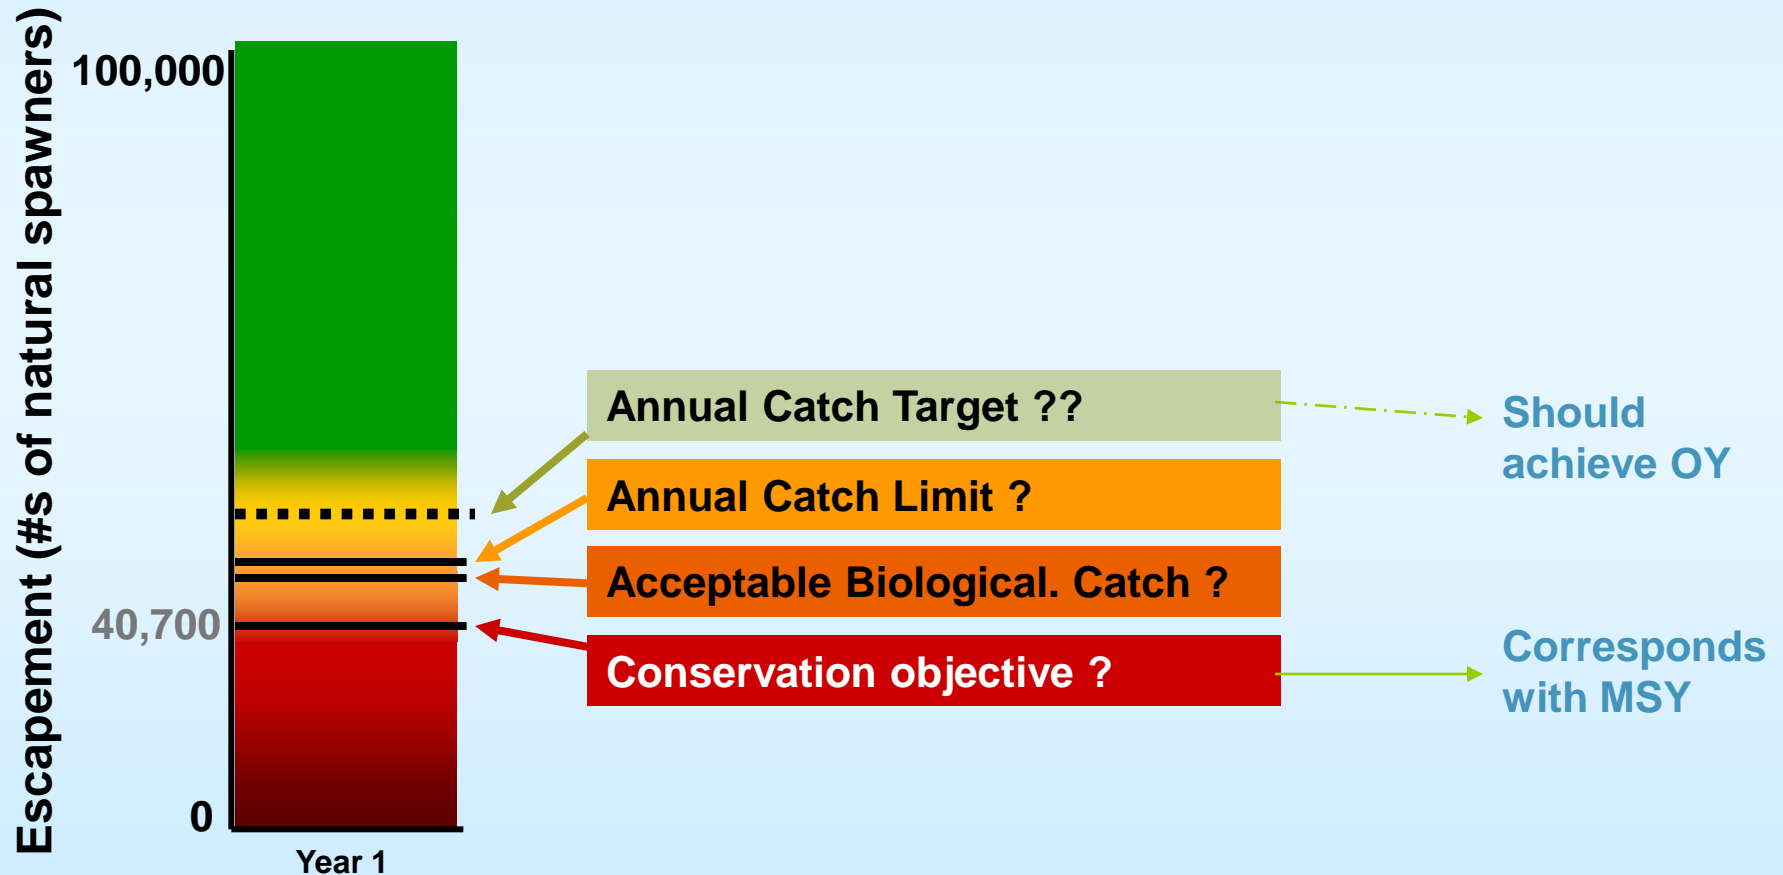 Escapement (#s of natural spawners)
100,000
40,700
0
Year 1
Annual Catch Target ??
Annual Catch Limit ?
Acceptable Biological. Catch ?
Conservation objective ?
Should
achieve OY
Corresponds
with MSY